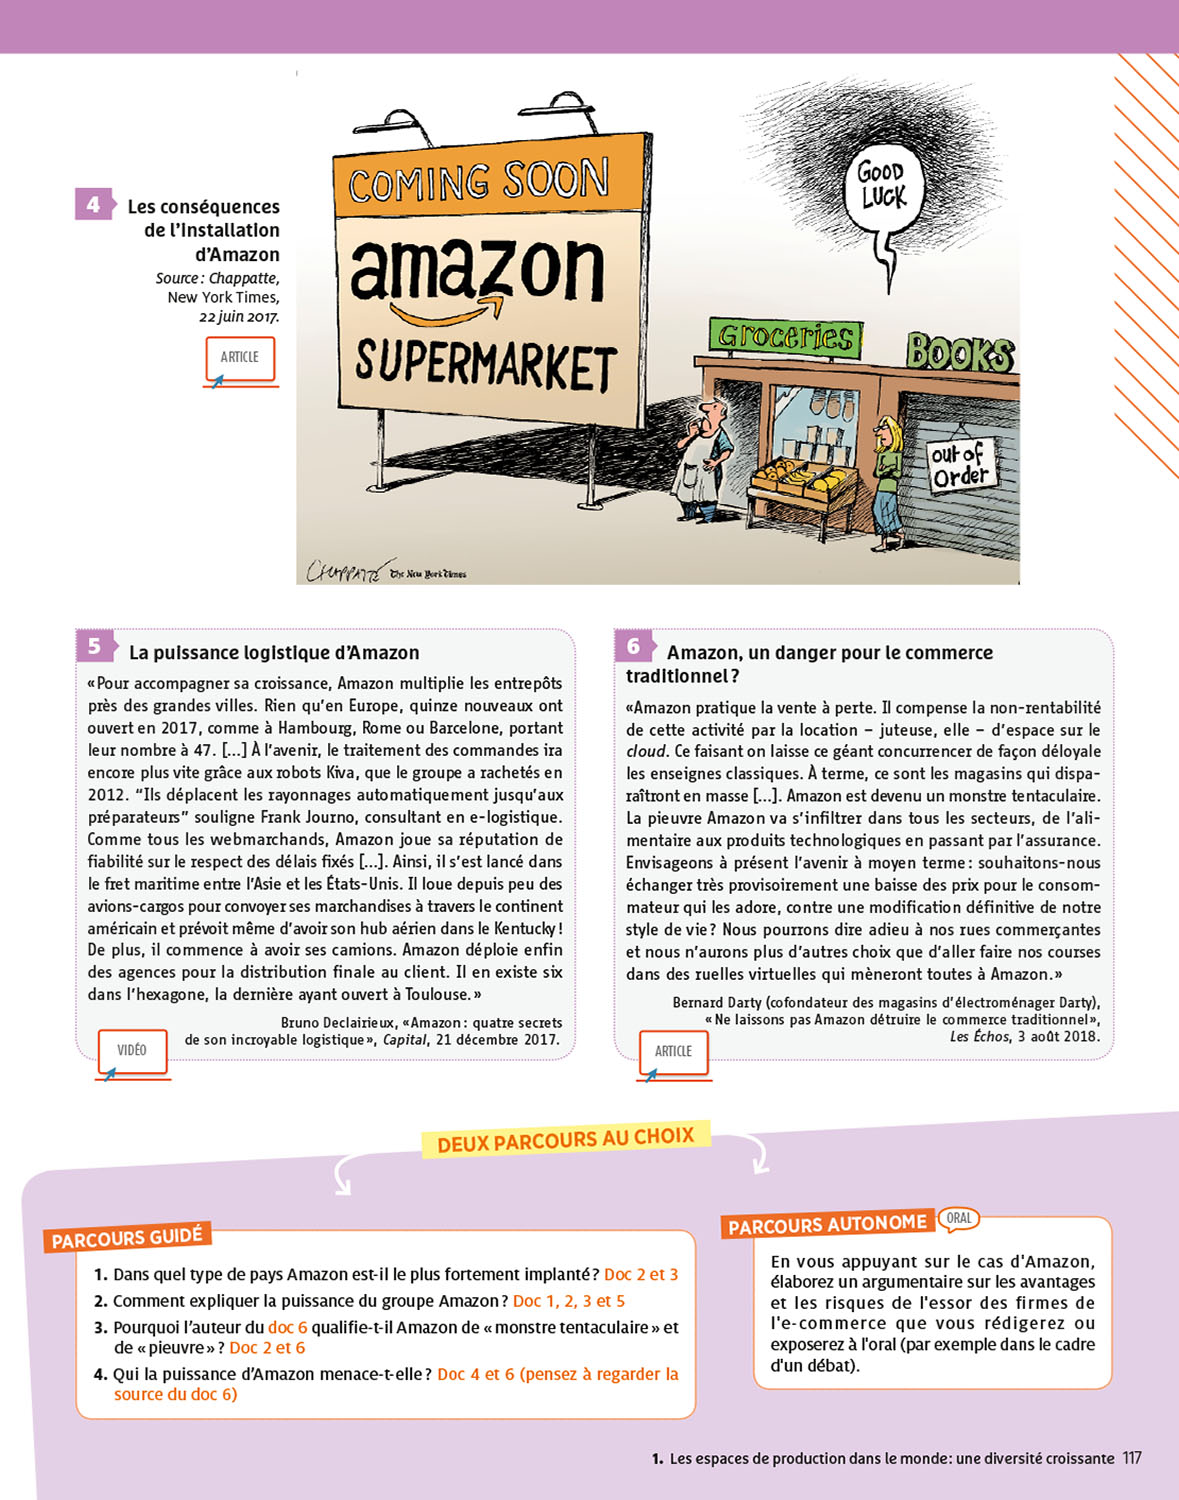 4 Les conséquences
de l'Installation
d'Amazon
Source : Chappatte,
New York Times,
22 juin 2017.
ARTICLE
COMING SOON
amazon
SUPERMARKET
GOOD
LUCK
GROCERIES
BOOKS
out of
Order
CHAPPATTE The New York Times
5 La puissance logistique d'Amazon
« Pour accompagner sa croissance, Amazon multiplie les entrepôts
près des grandes villes. Rien qu'en Europe, quinze nouveaux ont
ouvert en 2017, comme à Hambourg, Rome ou Barcelone, portant
leur nombre à 47. [...] À l'avenir, le traitement des commandes ira
encore plus vite grâce aux robots Kiva, que le groupe a rachetés en
2012. “Ils déplacent les rayonnages automatiquement jusqu'aux
préparateurs” souligne Frank Journo, consultant en e-logistique.
Comme tous les webmarchands, Amazon joue sa réputation de
fiabilité sur le respect des délais fixés [...]. Ainsi, il s'est lancé dans
le fret maritime entre l'Asie et les États-Unis. Il loue depuis peu des
avions-cargos pour convoyer ses marchandises à travers le continent
américain et prévoit même d'avoir son hub aérien dans le Kentucky !
De plus, il commence à avoir ses camions. Amazon déploie enfin
des agences pour la distribution finale au client. Il en existe six
dans l'hexagone, la dernière ayant ouvert à Toulouse. »
Bruno Declairieux, « Amazon : quatre secrets
de son incroyable logistique », Capital, 21 décembre 2017.
VIDÉO
6 Amazon, un danger pour le commerce
traditionnel ?
« Amazon pratique la vente à perte. Il compense la non-rentabilité
de cette activité par la location – juteuse, elle – d'espace sur le
cloud. Ce faisant on laisse ce géant concurrencer de façon déloyale
les enseignes classiques. À terme, ce sont les magasins qui dispa-
raîtront en masse [...]. Amazon est devenu un monstre tentaculaire.
La pieuvre Amazon va s'infiltrer dans tous les secteurs, de l'ali-
mentaire aux produits technologiques en passant par l'assurance.
Envisageons à présent l'avenir à moyen terme : souhaitons-nous
échanger très provisoirement une baisse des prix pour le consom-
mateur qui les adore, contre une modification définitive de notre
style de vie ? Nous pourrons dire adieu à nos rues commerçantes
et nous n'aurons plus d'autres choix que d'aller faire nos courses
dans des ruelles virtuelles qui mèneront toutes à Amazon. »
Bernard Darty (cofondateur des magasins d'électroménager Darty),
« Ne laissons pas Amazon détruire le commerce traditionnel »,
Les Échos, 3 août 2018.
ARTICLE
DEUX PARCOURS AU CHOIX
PARCOURS GUIDÉ
1. Dans quel type de pays Amazon est-il le plus fortement implanté ? Doc 2 et 3
2. Comment expliquer la puissance du groupe Amazon ? Doc 1, 2, 3 et 5
3. Pourquoi l'auteur du doc 6 qualifie-t-il Amazon de « monstre tentaculaire » et
de « pieuvre » ? Doc 2 et 6
4. Qui la puissance d'Amazon menace-t-elle ? Doc 4 et 6 (pensez à regarder la
source du doc 6)
PARCOURS AUTONOME ORAL
En vous appuyant sur le cas d'Amazon,
élaborez un argumentaire sur les avantages
et les risques de l'essor des firmes de
l'e-commerce que vous rédigerez ou
exposerez à l'oral (par exemple dans le cadre
d'un débat).
1. Les espaces de production dans le monde : une diversité croissante 117